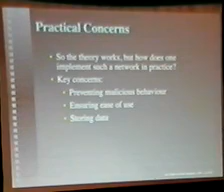 Practical Concerns
• So the theory works, but how does one
implement such a network in practice?
• Key concerns:
• Preventing malicious behaviour
• Ensuring ease of use
• Storing data